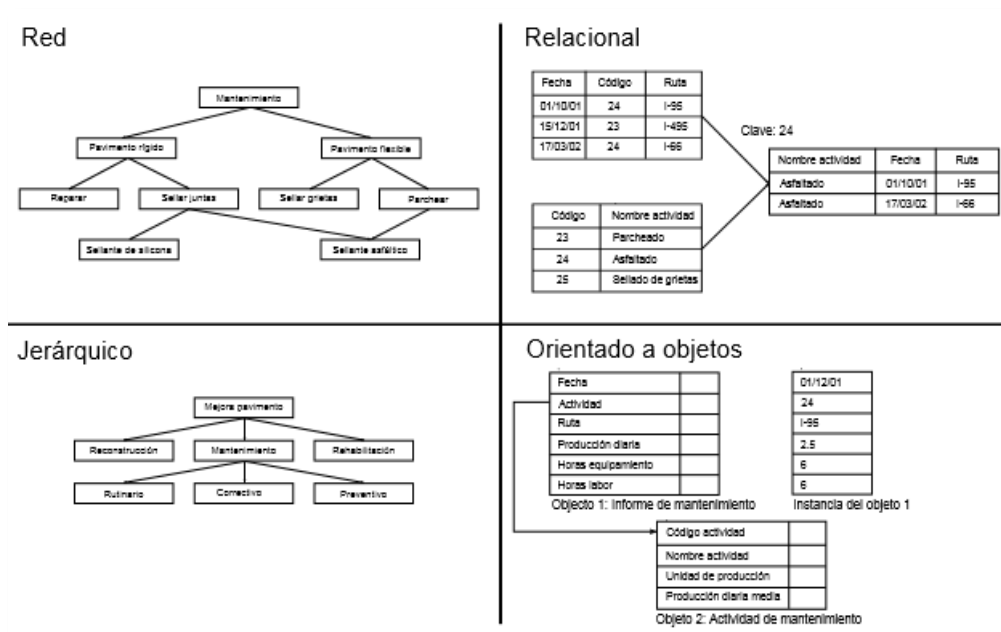 Red
Mantenimiento
Pavimento rígido
Pavimento flexible
Reparar
Sellar juntas
Sellar grietas
Parchear
Sellante de silicona
Sellante asfáltico
Relacional
Fecha Código Ruta
01/10/01 24 I-95
15/12/01 23 I-495
17/03/02 24 I-66
Clave: 24
Nombre actividad Fecha Ruta
Asfaltado 01/10/01 I-95
Asfaltado 17/03/02 I-66
Código Nombre actividad
23 Parcheado
24 Asfaltado
25 Sellado de grietas
Jerárquico
Mejora pavimento
Reconstrucción
Mantenimiento
Rehabilitación
Rutinario
Correctivo
Preventivo
Orientado a objetos
Fecha
Actividad
Ruta
Producción diaria
Horas equipamiento
Horas labor
Objecto 1: Informe de mantenimiento
01/12/01
24
I-95
2.5
6
6
Instancia del objeto 1
Código actividad
Nombre actividad
Unidad de producción
Producción diaria media
Objeto 2: Actividad de mantenimiento